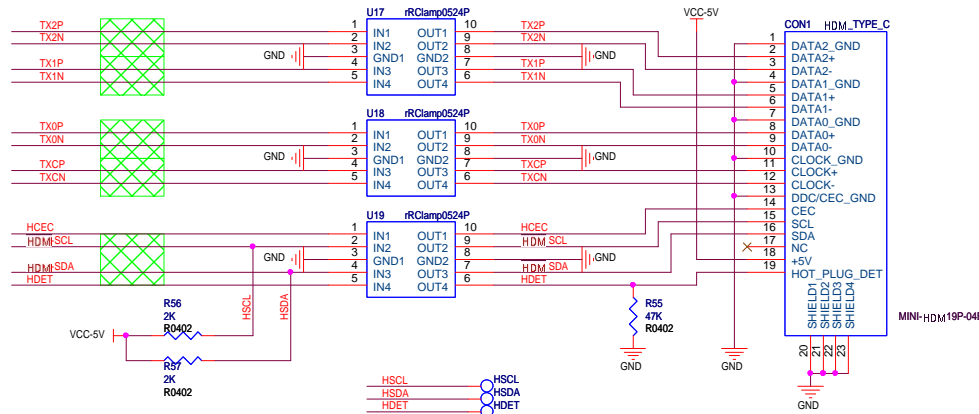 U17 rRClamp0524P
TX2P 1 IN1 OUT1 10 TX2P
TX2N 2 IN2 OUT2 9 TX2N
GND 3 GND1 GND2 8 GND
TX1P 4 IN3 OUT3 7 TX1P
TX1N 5 IN4 OUT4 6 TX1N
U18 rRClamp0524P
TX0P 1 IN1 OUT1 10 TX0P
TX0N 2 IN2 OUT2 9 TX0N
GND 3 GND1 GND2 8 GND
TXCP 4 IN3 OUT3 7 TXCP
TXCN 5 IN4 OUT4 6 TXCN
U19 rRClamp0524P
HCEC 1 IN1 OUT1 10 HCEC
HDMI-SCL 2 IN2 OUT2 9 HDM SCL
GND 3 GND1 GND2 8 GND
HDMI-SDA 4 IN3 OUT3 7 HDM SDA
HDET 5 IN4 OUT4 6 HDET
VCC-5V
CON1 HDM_TYPE_C
1 DATA2_GND
2 DATA2+
3 DATA2-
4 DATA1_GND
5 DATA1+
6 DATA1-
7 DATA0_GND
8 DATA0+
9 DATA0-
10 CLOCK_GND
11 CLOCK+
12 CLOCK-
13 DDC/CEC_GND
14 CEC
15 SCL
16 SDA
17 NC
18 +5V
19 HOT_PLUG_DET
SHIELD1
SHIELD2
SHIELD3
SHIELD4
20
21
22
23
MINI-HDM19P-04
GND
GND
R55
47K
R0402
GND
HSCL
HSDA
VCC-5V
R56
2K
R0402
R57
2K
R0402
HSCL HSCL
HSDA HSDA
HDET HDET